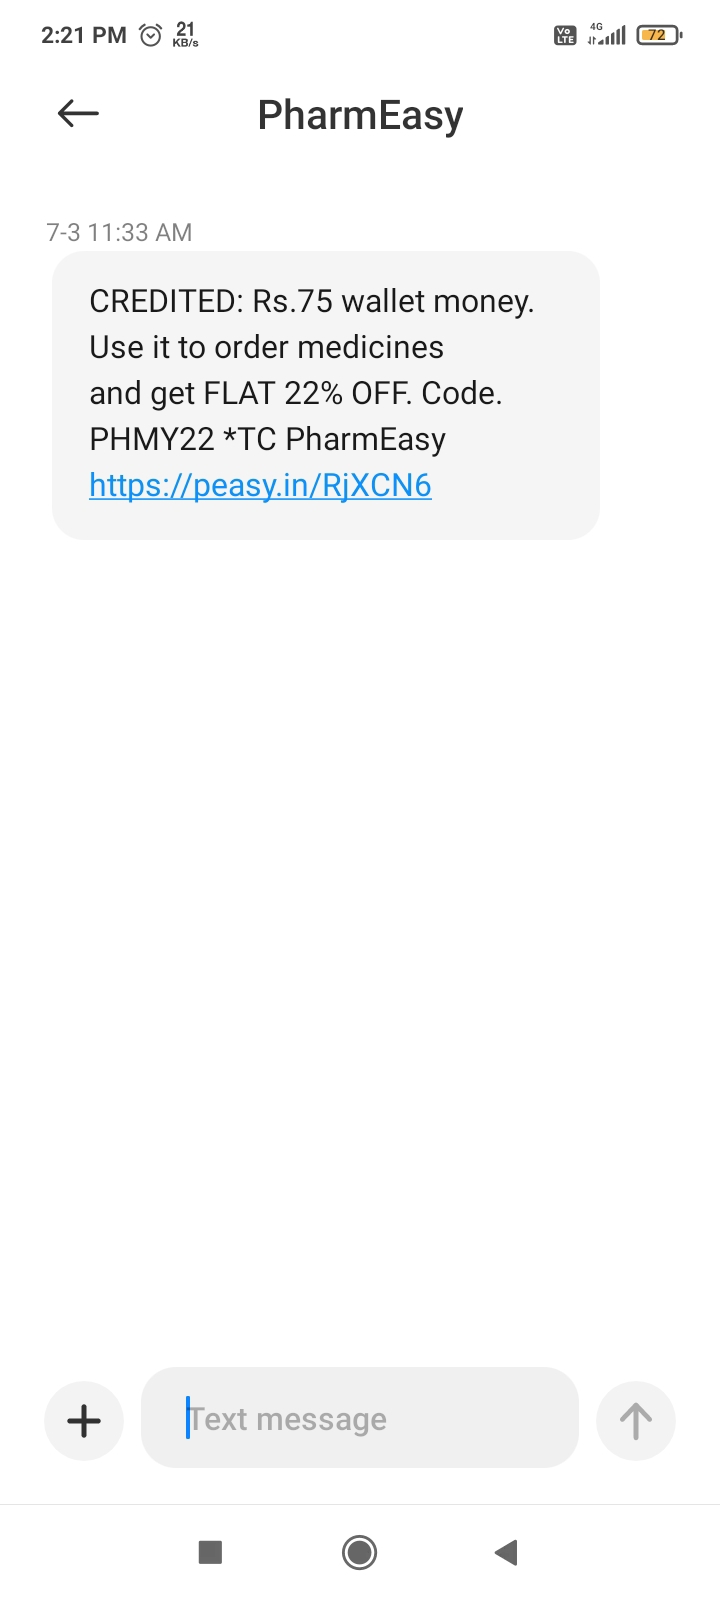 2:21 PM 21 KB/s Vo LTE 4G 72
PharmEasy
7-3 11:33 AM
CREDITED: Rs.75 wallet money.
Use it to order medicines
and get FLAT 22% OFF. Code.
PHMY22 *TC PharmEasy
https://peasy.in/RjXCN6
Text message